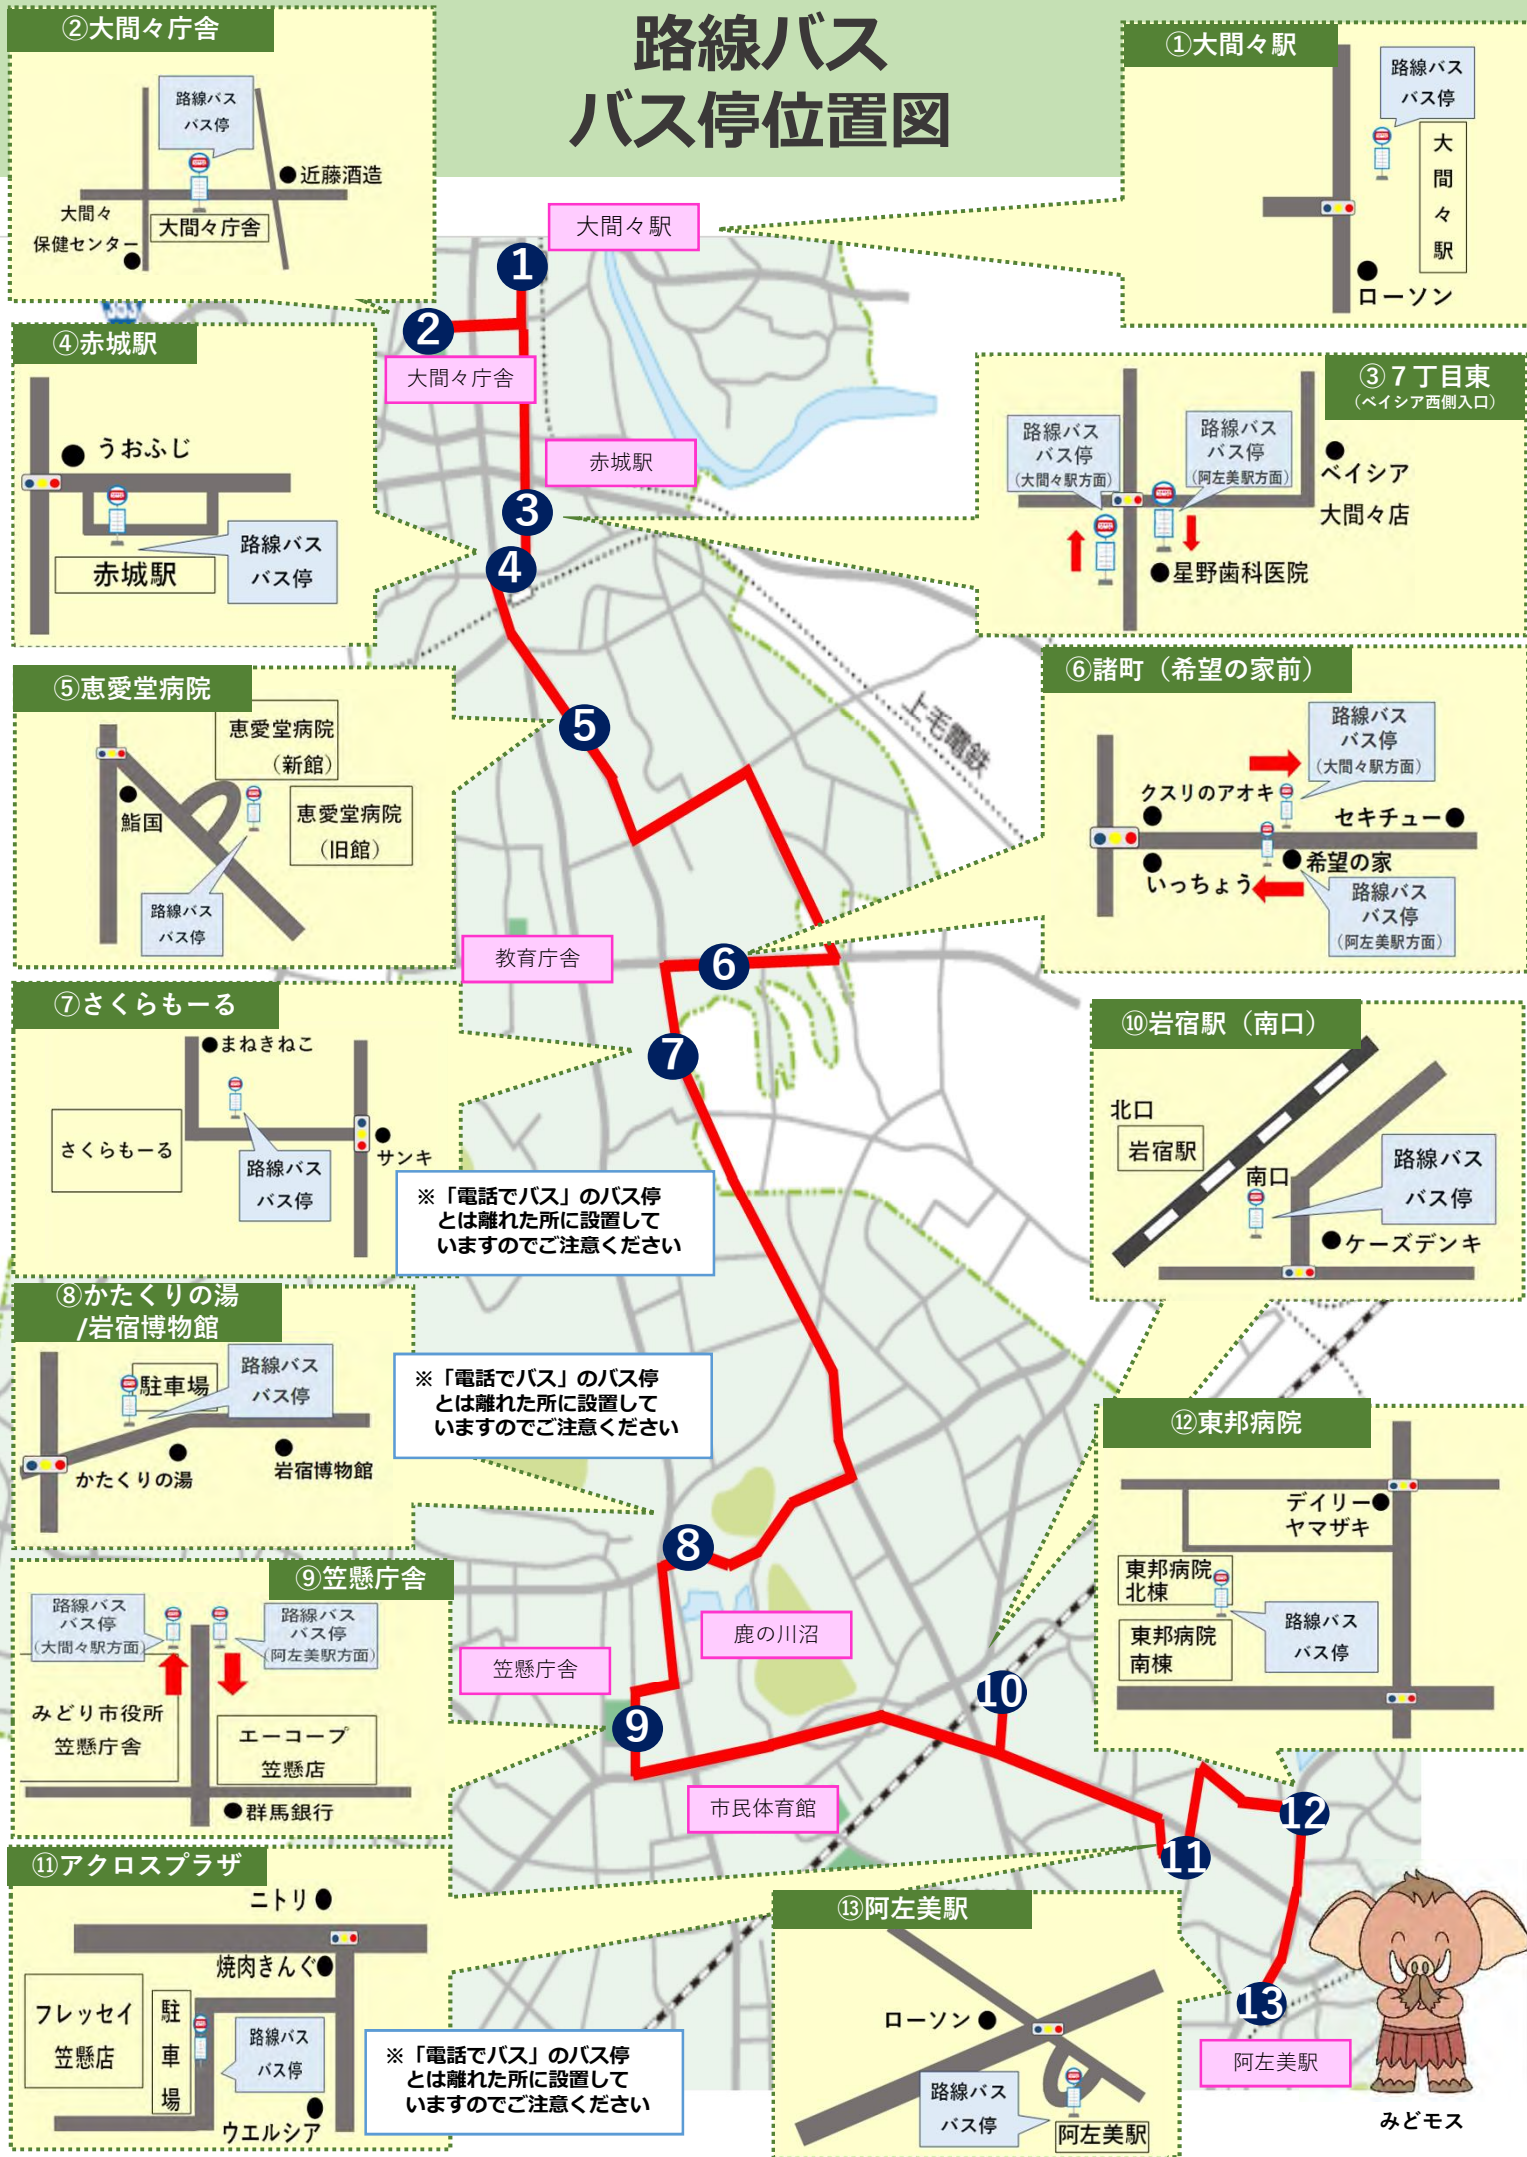 路線バス
バス停位置図
②大間々庁舎
路線バス
バス停
近藤酒造
大間々
保健センター
大間々庁舎
①大間々駅
路線バス
バス停
大間々駅
ローソン
大間々駅
1
2
大間々庁舎
353
④赤城駅
うおふじ
赤城駅
路線バス
バス停
赤城駅
3
4
③7丁目東
(ベイシア西側入口)
路線バス
バス停
(大間々駅方面)
路線バス
バス停
(阿左美駅方面)
ベイシア
大間々店
星野歯科医院
⑤恵愛堂病院
恵愛堂病院
(新館)
恵愛堂病院
(旧館)
鮨国
路線バス
バス停
5
上毛電鉄
⑥諸町(希望の家前)
路線バス
バス停
(大間々駅方面)
クスリのアオキ
セキチュー
いっちょう
希望の家
路線バス
バス停
(阿左美駅方面)
教育庁舎
6
⑦さくらもーる
まねきねこ
さくらもーる
サンキ
路線バス
バス停
7
※「電話でバス」のバス停
とは離れた所に設置して
いますのでご注意ください
⑩岩宿駅(南口)
北口
岩宿駅
南口
路線バス
バス停
ケーズデンキ
⑧かたくりの湯
/岩宿博物館
駐車場
路線バス
バス停
かたくりの湯
岩宿博物館
※「電話でバス」のバス停
とは離れた所に設置して
いますのでご注意ください
8
⑫東邦病院
デイリー
ヤマザキ
東邦病院
北棟
東邦病院
南棟
路線バス
バス停
⑨笠懸庁舎
路線バス
バス停
(大間々駅方面)
路線バス
バス停
(阿左美駅方面)
みどり市役所
笠懸庁舎
エーコープ
笠懸店
群馬銀行
笠懸庁舎
鹿の川沼
9
10
市民体育館
11
12
⑪アクロスプラザ
ニトリ
焼肉きんぐ
フレッセイ
笠懸店
駐車場
路線バス
バス停
ウエルシア
※「電話でバス」のバス停
とは離れた所に設置して
いますのでご注意ください
⑬阿左美駅
ローソン
路線バス
バス停
阿左美駅
13
阿左美駅
みどモス